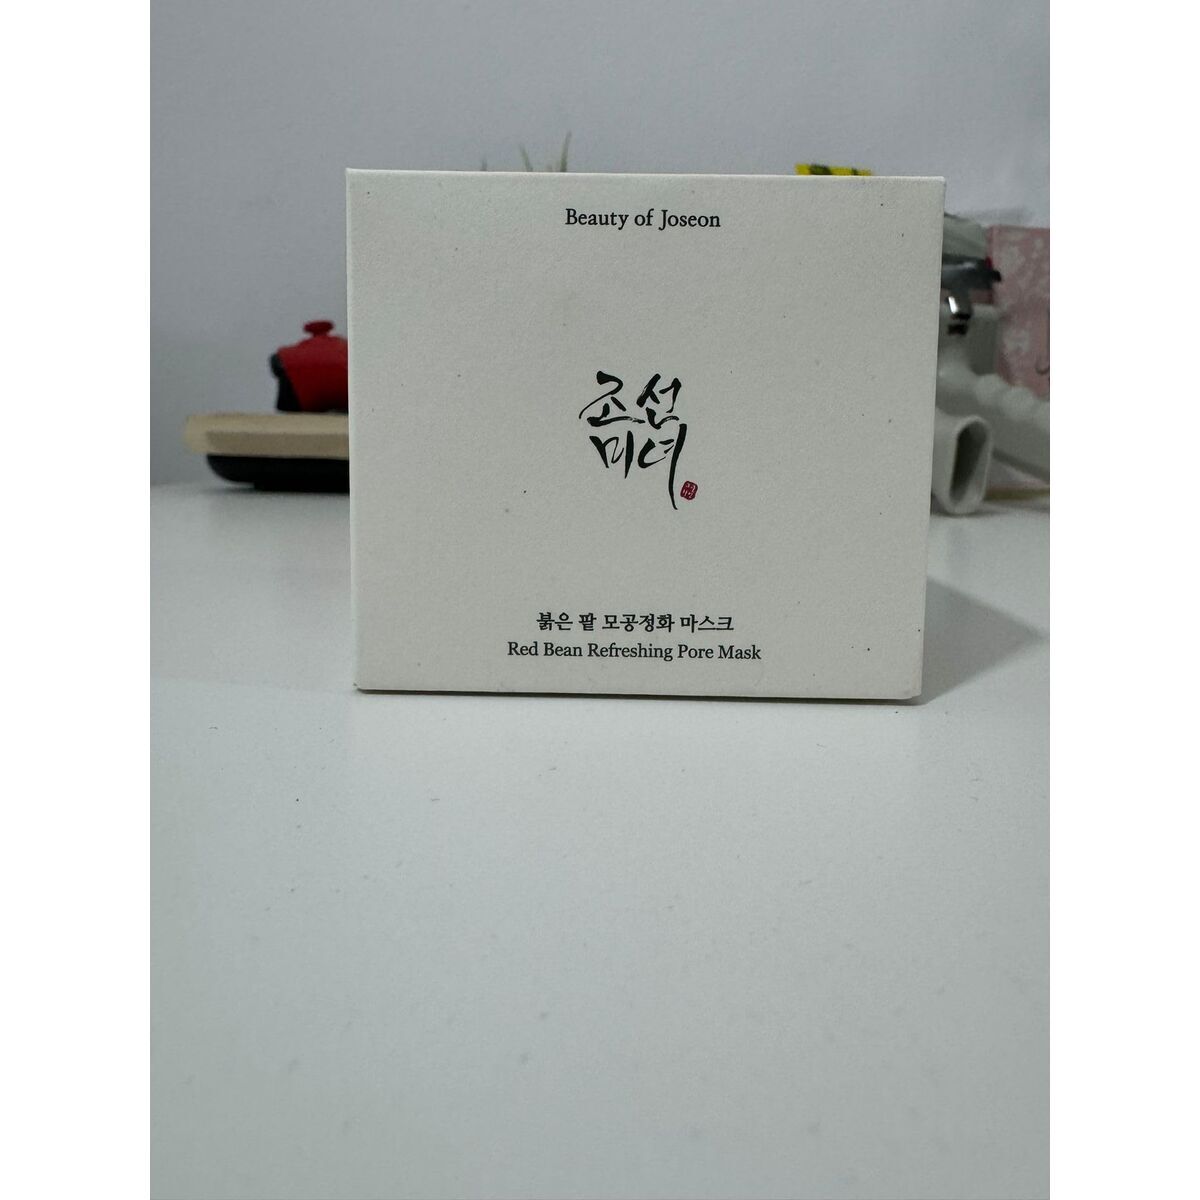 Beauty of Joseon
조선
미녀
붉은 팥 모공정화 마스크
Red Bean Refreshing Pore Mask